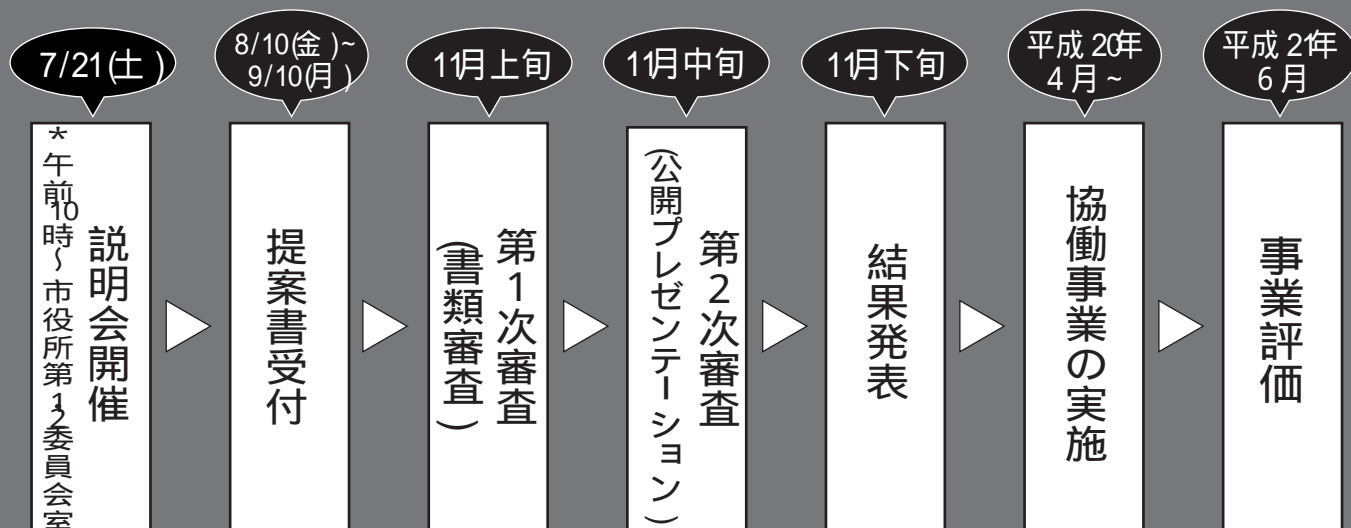 7/21(土)
説明会開催
*午前10時〜市役所第1・2委員会室
8/10(金)~
9/10(月)
提案書受付
11月上旬
第1次審査
(書類審査)
11月中旬
第2次審査
(公開プレゼンテーション)
11月下旬
結果発表
平成20年
4月~
協働事業の実施
平成21年
6月
事業評価